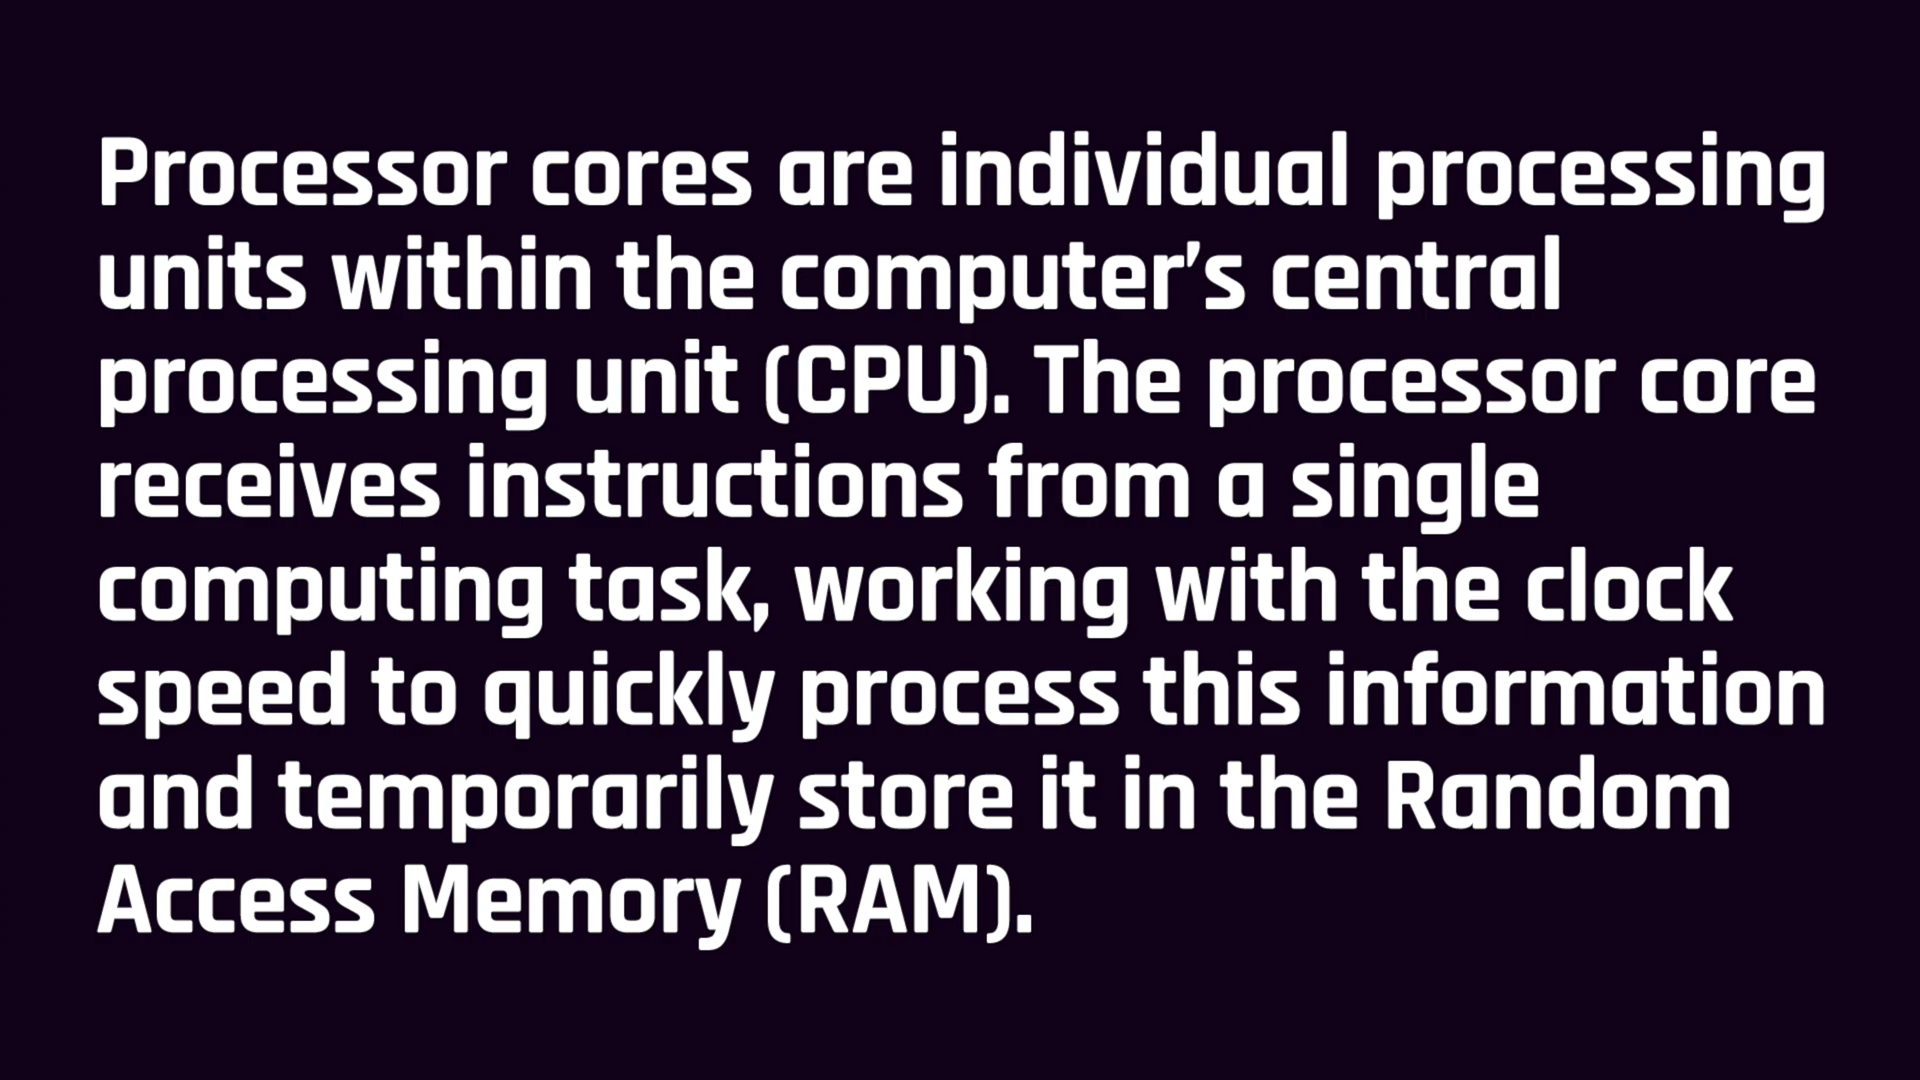 Processor cores are individual processing
units within the computer’s central
processing unit (CPU). The processor core
receives instructions from a single
computing task, working with the clock
speed to quickly process this information
and temporarily store it in the Random
Access Memory (RAM).